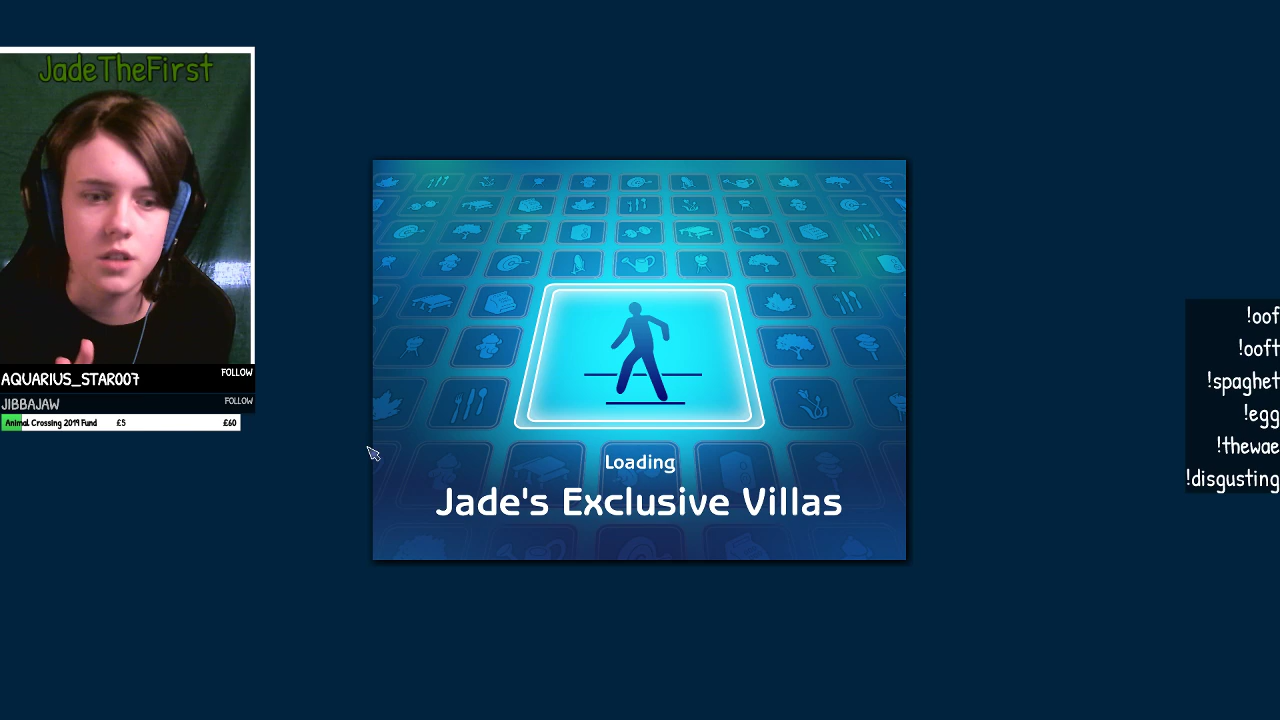 JadeTheFirst
AQUARIUS_STAR007 FOLLOW
JIBBAJAW FOLLOW
Animal Crossing 2019 Fund £5 £60
Loading
Jade's Exclusive Villas
!oof
!ooft
!spaghet
!egg
!thewae
!disgusting